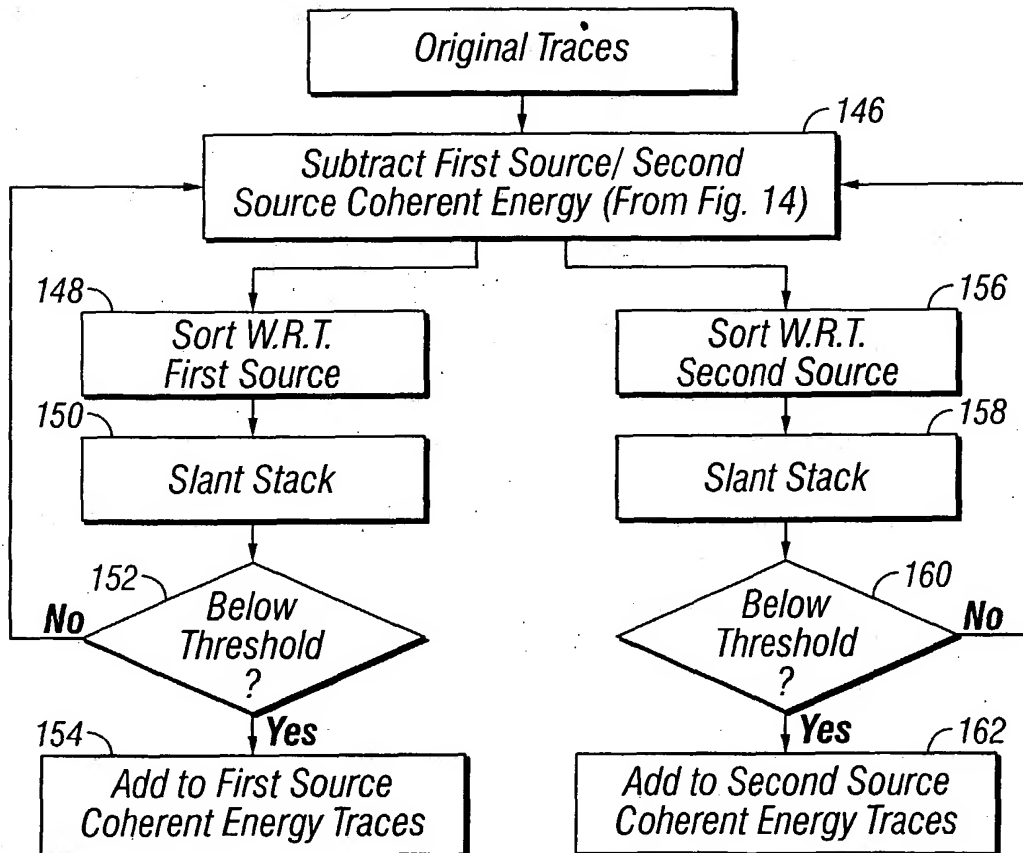 Original Traces
146
Subtract First Source/ Second
Source Coherent Energy (From Fig. 14)
148
Sort W.R.T.
First Source
156
Sort W.R.T.
Second Source
150
Slant Stack
158
Slant Stack
152
Below
Threshold
?
No
160
Below
Threshold
?
No
Yes
Yes
154
Add to First Source
Coherent Energy Traces
162
Add to Second Source
Coherent Energy Traces